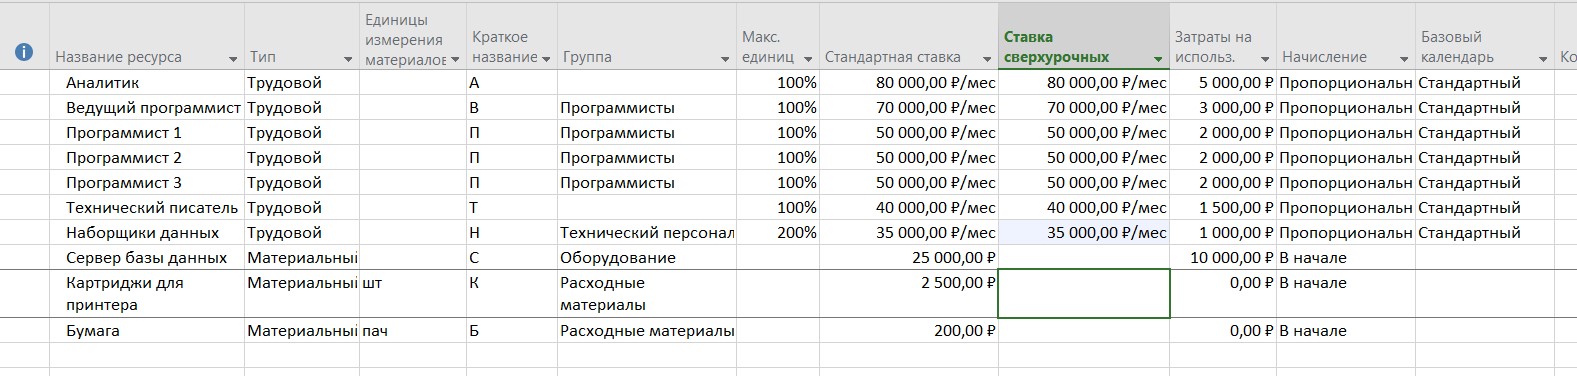 Название ресурса Тип Единицы измерения материалов Краткое название Группа Макс. единиц Стандартная ставка Ставка сверхурочных Затраты на использ. Начисление Базовый календарь Ко
Аналитик Трудовой А 100% 80 000,00 ₽/мес 80 000,00 ₽/мес 5 000,00 ₽ Пропорциональн Стандартный
Ведущий программист Трудовой В Программисты 100% 70 000,00 ₽/мес 70 000,00 ₽/мес 3 000,00 ₽ Пропорциональн Стандартный
Программист 1 Трудовой П Программисты 100% 50 000,00 ₽/мес 50 000,00 ₽/мес 2 000,00 ₽ Пропорциональн Стандартный
Программист 2 Трудовой П Программисты 100% 50 000,00 ₽/мес 50 000,00 ₽/мес 2 000,00 ₽ Пропорциональн Стандартный
Программист 3 Трудовой П Программисты 100% 50 000,00 ₽/мес 50 000,00 ₽/мес 2 000,00 ₽ Пропорциональн Стандартный
Технический писатель Трудовой Т 100% 40 000,00 ₽/мес 40 000,00 ₽/мес 1 500,00 ₽ Пропорциональн Стандартный
Наборщики данных Трудовой Н Технический персонал 200% 35 000,00 ₽/мес 35 000,00 ₽/мес 1 000,00 ₽ Пропорциональн Стандартный
Сервер базы данных Материальный С Оборудование 25 000,00 ₽ 10 000,00 ₽ В начале
Картриджи для принтера Материальный шт К Расходные материалы 2 500,00 ₽ 0,00 ₽ В начале
Бумага Материальный пач Б Расходные материалы 200,00 ₽ 0,00 ₽ В начале